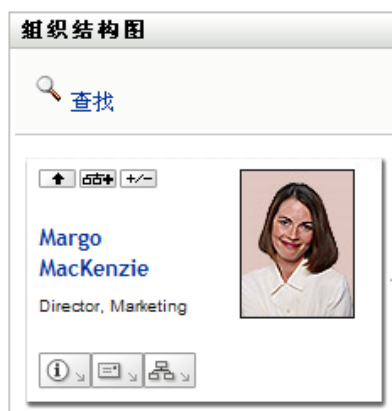 组织结构图
查找
+/-
Margo
MacKenzie
Director, Marketing